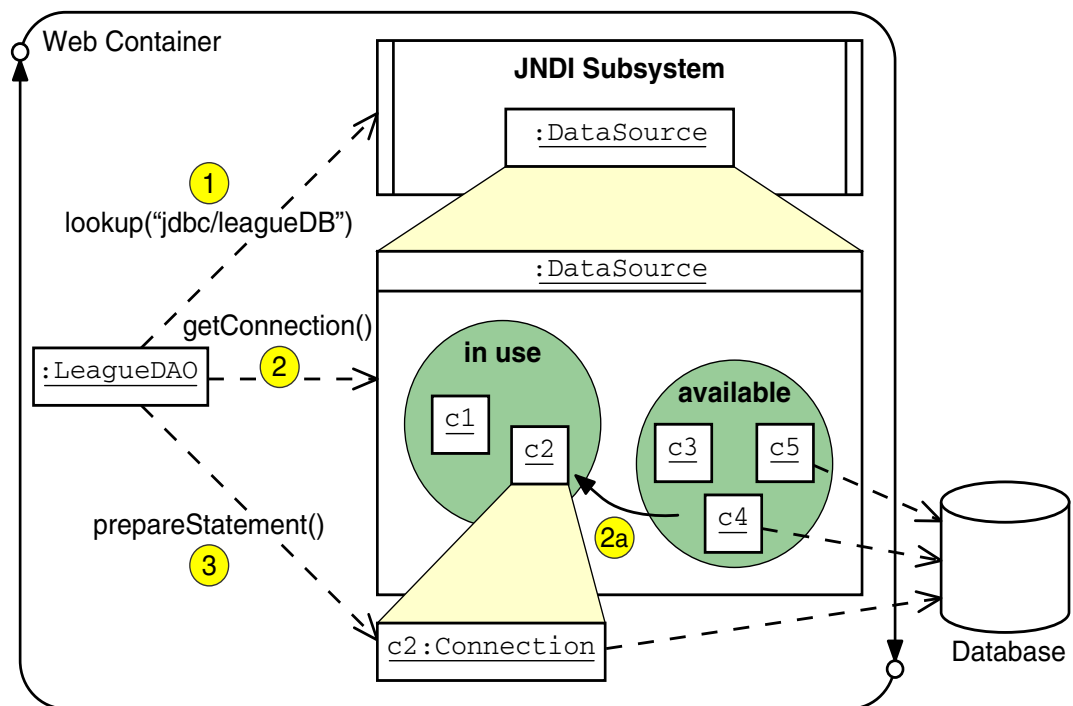 Web Container
JNDI Subsystem
:DataSource
1
lookup(“jdbc/leagueDB”)
:DataSource
getConnection()
2
:LeagueDAO
in use
available
c1
c2
c3
c5
c4
prepareStatement()
3
2a
c2:Connection
Database